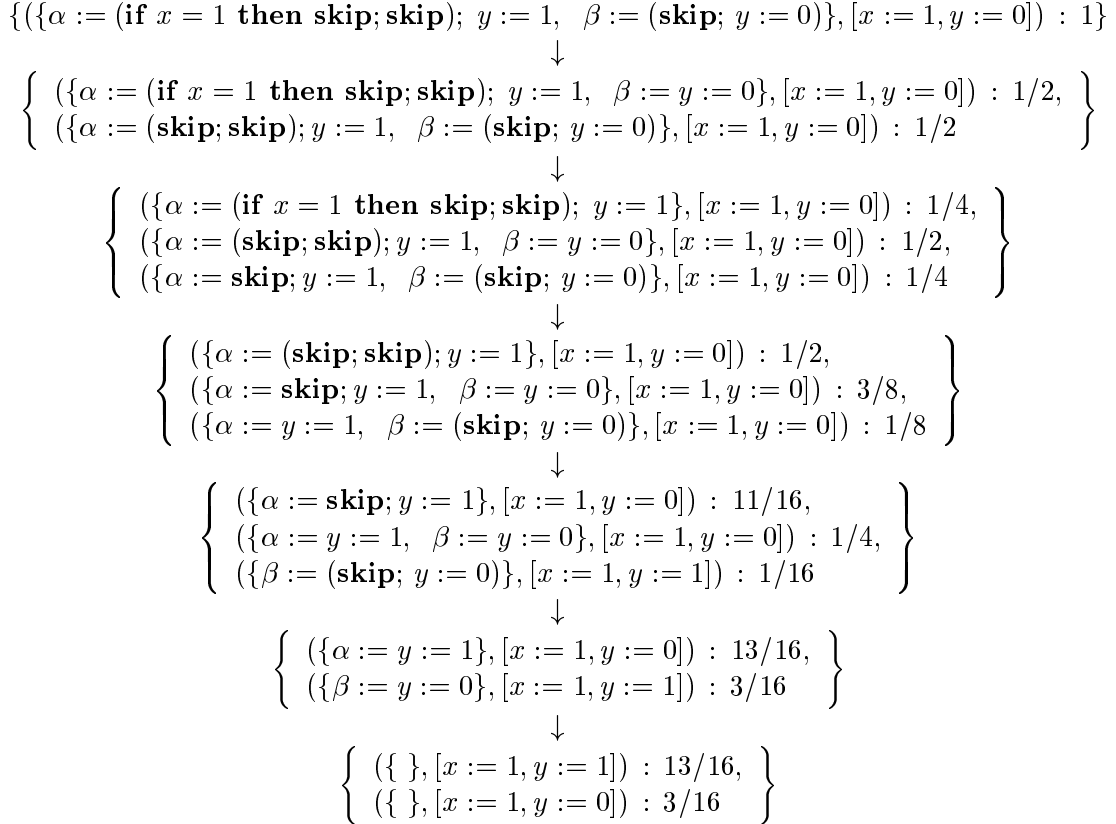 {({α := (if x = 1 then skip; skip); y := 1, β := (skip; y := 0)}, [x := 1, y := 0]) : 1}
↓
({α := (if x = 1 then skip; skip); y := 1, β := y := 0}, [x := 1, y := 0]) : 1/2,
({α := (skip; skip); y := 1, β := (skip; y := 0)}, [x := 1, y := 0]) : 1/2
↓
({α := (if x = 1 then skip; skip); y := 1}, [x := 1, y := 0]) : 1/4,
({α := (skip; skip); y := 1, β := y := 0}, [x := 1, y := 0]) : 1/2,
({α := skip; y := 1, β := (skip; y := 0)}, [x := 1, y := 0]) : 1/4
↓
({α := (skip; skip); y := 1}, [x := 1, y := 0]) : 1/2,
({α := skip; y := 1, β := y := 0}, [x := 1, y := 0]) : 3/8,
({α := y := 1, β := (skip; y := 0)}, [x := 1, y := 0]) : 1/8
↓
({α := skip; y := 1}, [x := 1, y := 0]) : 11/16,
({α := y := 1, β := y := 0}, [x := 1, y := 0]) : 1/4,
({β := (skip; y := 0)}, [x := 1, y := 1]) : 1/16
↓
({α := y := 1}, [x := 1, y := 0]) : 13/16,
({β := y := 0}, [x := 1, y := 1]) : 3/16
↓
({ }, [x := 1, y := 1]) : 13/16,
({ }, [x := 1, y := 0]) : 3/16